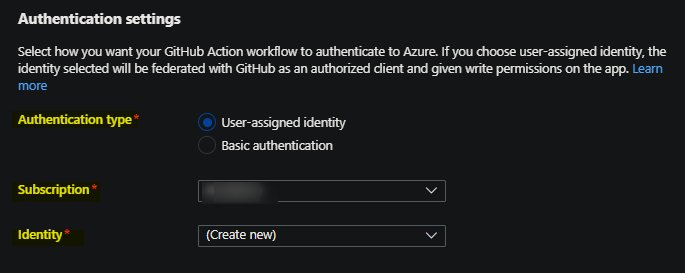 Authentication settings
Select how you want your GitHub Action workflow to authenticate to Azure. If you choose user-assigned identity, the
identity selected will be federated with GitHub as an authorized client and given write permissions on the app. Learn
more
Authentication type *
User-assigned identity
Basic authentication
Subscription *
Identity *
(Create new)